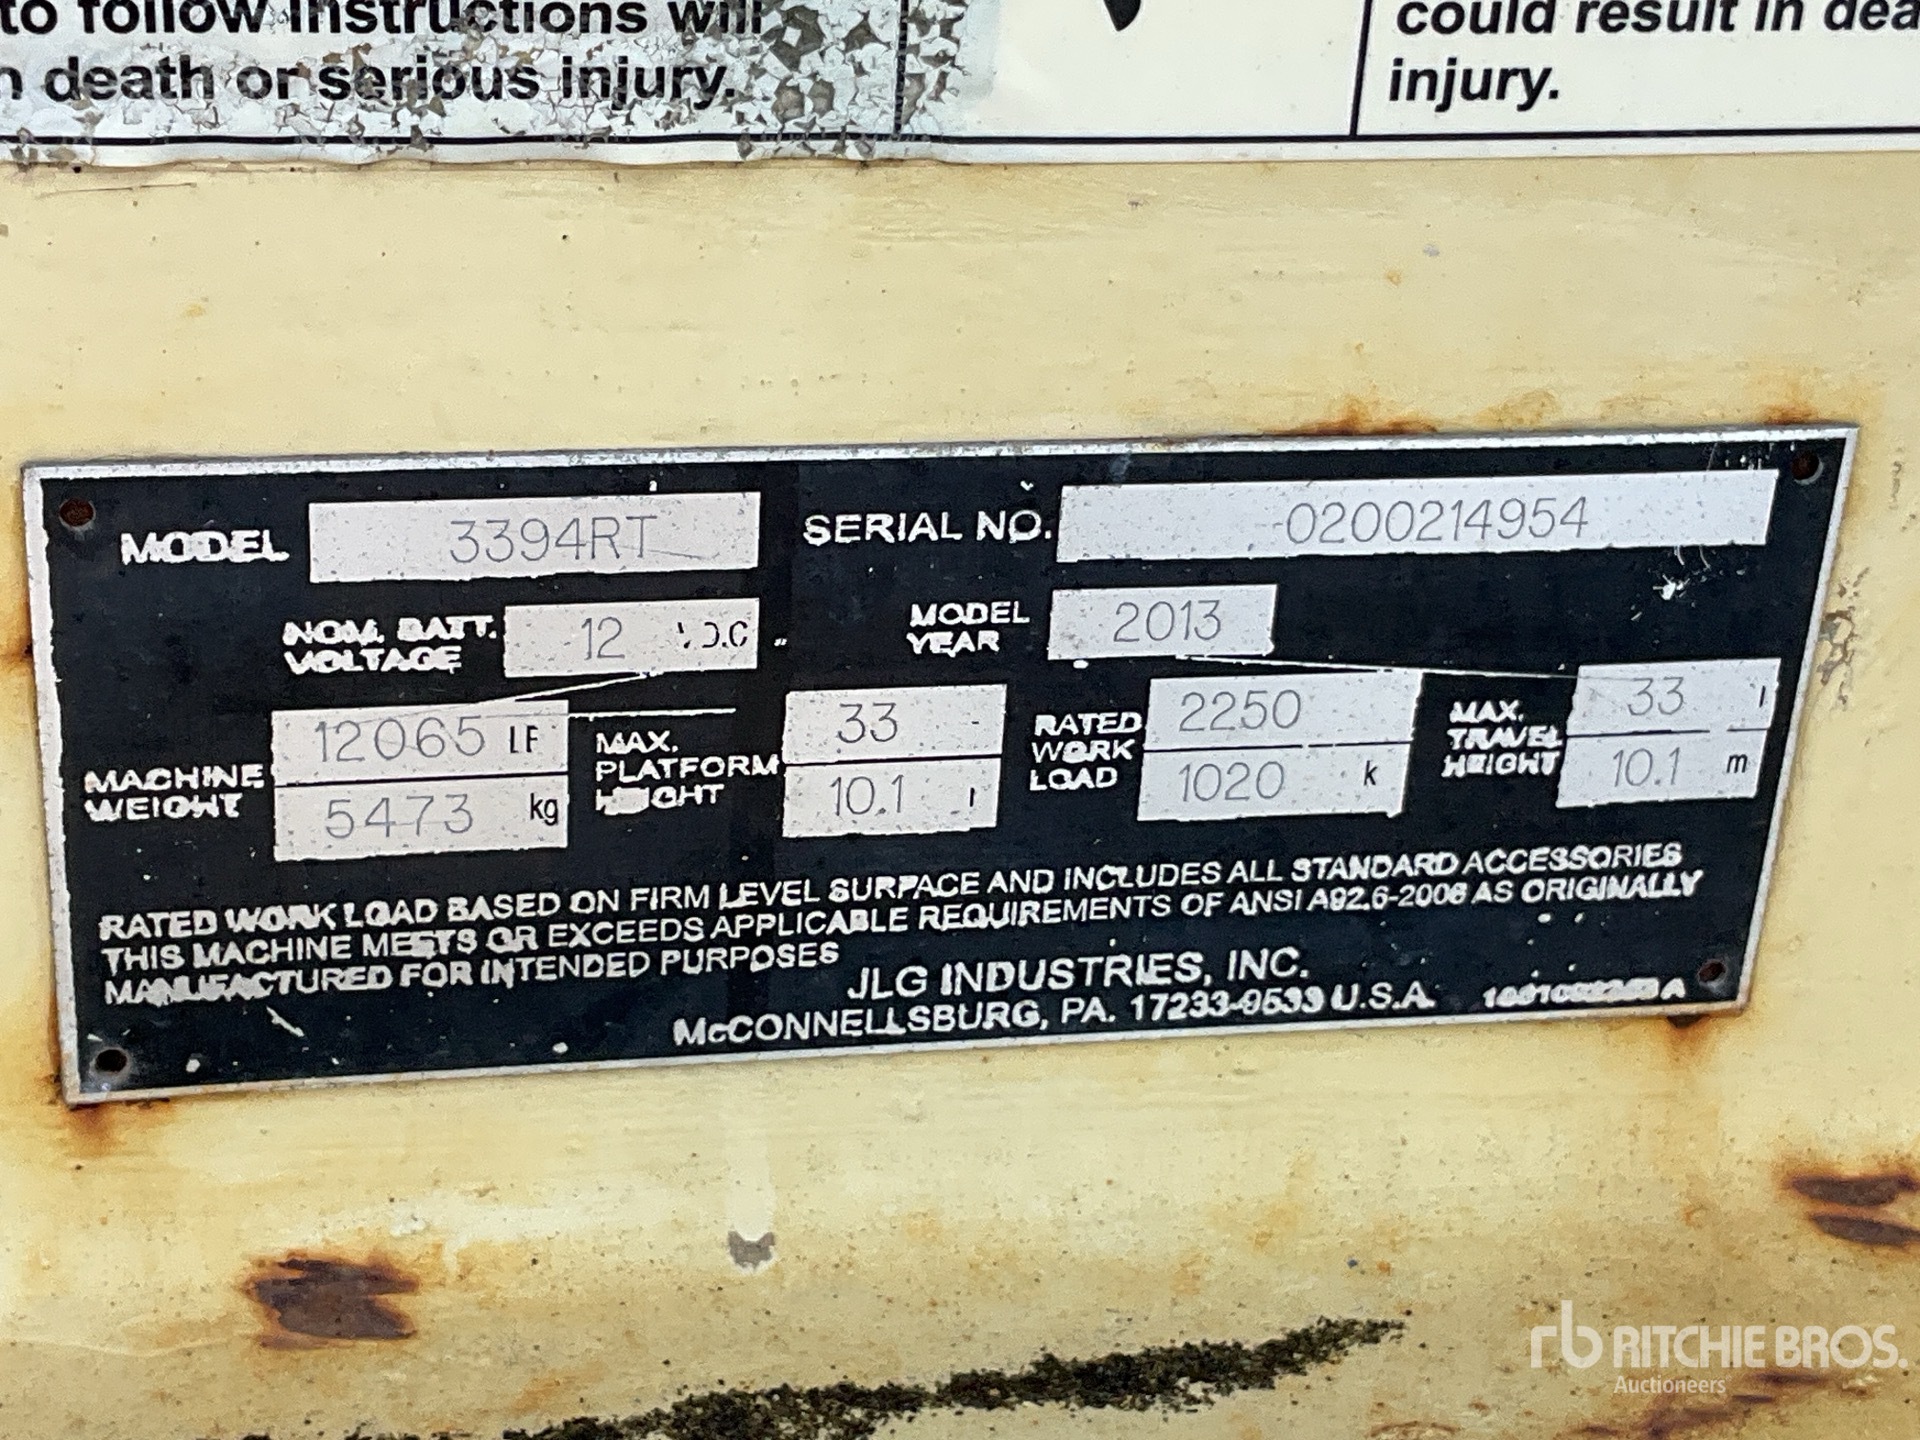 to follow instructions will
n death or serious injury.
could result in dea
injury.
MODEL 3394RT SERIAL NO. 0200214954
NOM. BATT. VOLTAGE 12 V.D.C
MODEL YEAR 2013
MACHINE WEIGHT 12065 5473 kg
MAX. PLATFORM HEIGHT 33 10.1
RATED WORK LOAD 2250 1020 k
MAX. TRAVEL HEIGHT 33 10.1 m
RATED WORK LOAD BASED ON FIRM LEVEL SURFACE AND INCLUDES ALL STANDARD ACCESSORIES
THIS MACHINE MEETS OR EXCEEDS APPLICABLE REQUIREMENTS OF ANSI A92.6-2006 AS ORIGINALLY
MANUFACTURED FOR INTENDED PURPOSES
JLG INDUSTRIES, INC.
McCONNELLSBURG, PA. 17233-9533 U.S.A.
rb RITCHIE BROS.
Auctioneers